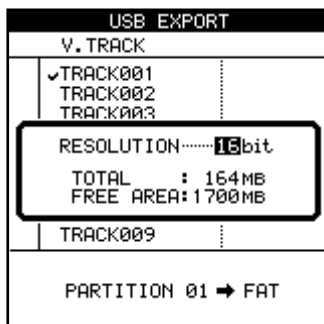 USB EXPORT
V.TRACK
✔TRACK001
TRACK002
TRACK003
RESOLUTION······16bit
TOTAL : 164MB
FREE AREA:1700MB
TRACK009
PARTITION 01 ➡ FAT